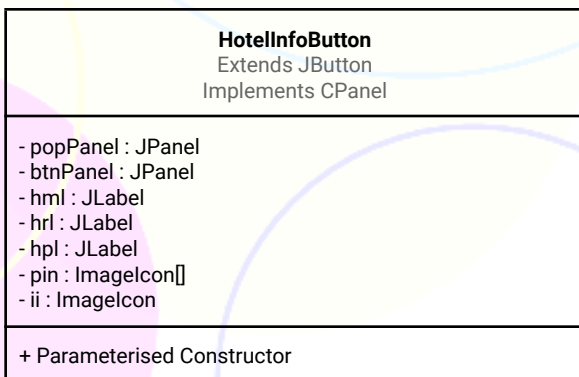 HotelInfoButton
Extends JButton
Implements CPanel
- popPanel : JPanel
- btnPanel : JPanel
- hml : JLabel
- hrl : JLabel
- hpl : JLabel
- pin : ImageIcon[]
- ii : ImageIcon
+ Parameterised Constructor